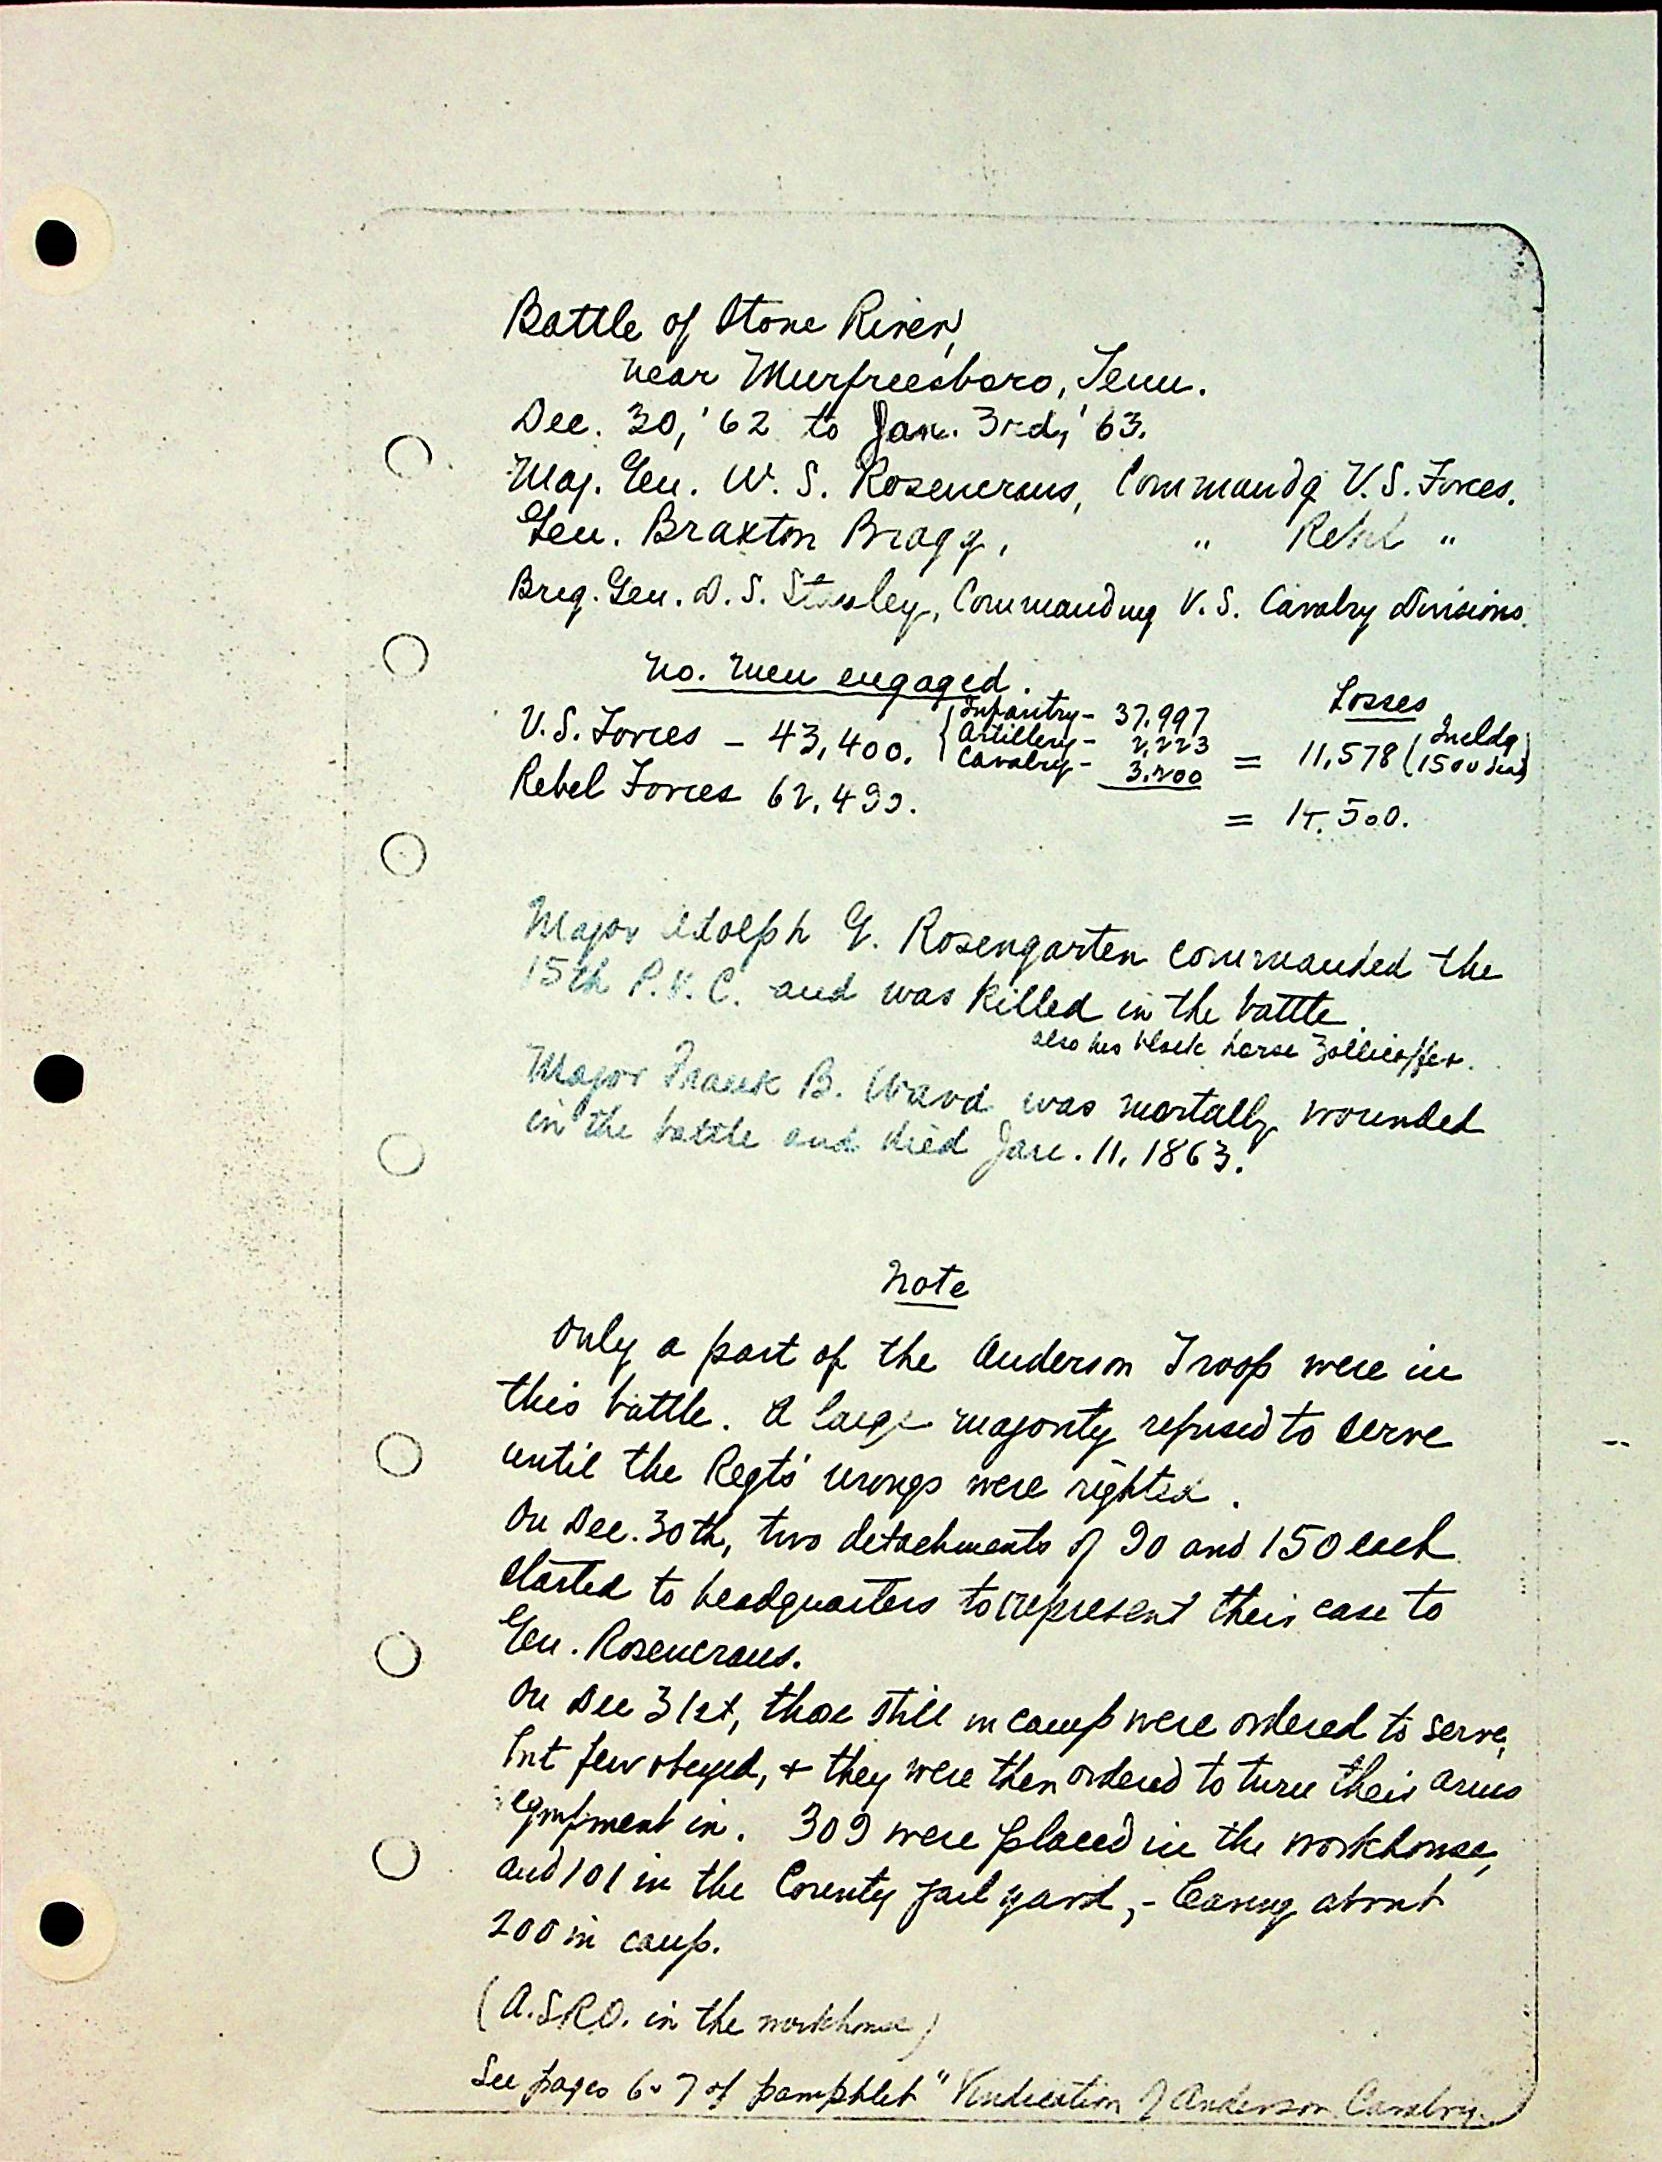 Battle of Stone River,
near Murfreesboro, Tenn.
Dec. 30, '62 to Jan. 3rd, '63.
Maj. Gen. W. S. Rosencrans, Commandg U.S. Forces.
Gen. Braxton Bragg, " Rebel "
Brig. Gen. D. S. Stanley, Commanding U.S. Cavalry Divisions.
No. Men engaged.
Losses
U.S. Forces - 43,400. { Infantry - 37,997
Artillery - 2,223
Cavalry - 3,200 = 11,578 (Incldg 1500 ded)
Rebel Forces 62,490. = 14,500.
Major Adolph G. Rosengarten commanded the
15th P.V.C. and was killed in the battle.
also his black horse Zollicoffer.
Major Frank B. Ward was mortally wounded
in the battle and died Jan. 11, 1863.
Note
Only a part of the Anderson Troop were in
this battle. A large majority refused to serve
until the Regts' wrongs were righted.
On Dec. 30th, two detachments of 90 and 150 each
started to headquarters to represent their case to
Gen. Rosencrans.
On Dec 31st, those still in camp were ordered to serve,
but few obeyed, + they were then ordered to turn their arms
equipment in. 309 were placed in the workhouse,
and 101 in the County jail yard, - leaving about
200 in camp.
(A.S.R.O. in the workhouse)
See pages 6 & 7 of pamphlet "Vindication of Anderson Cavalry.